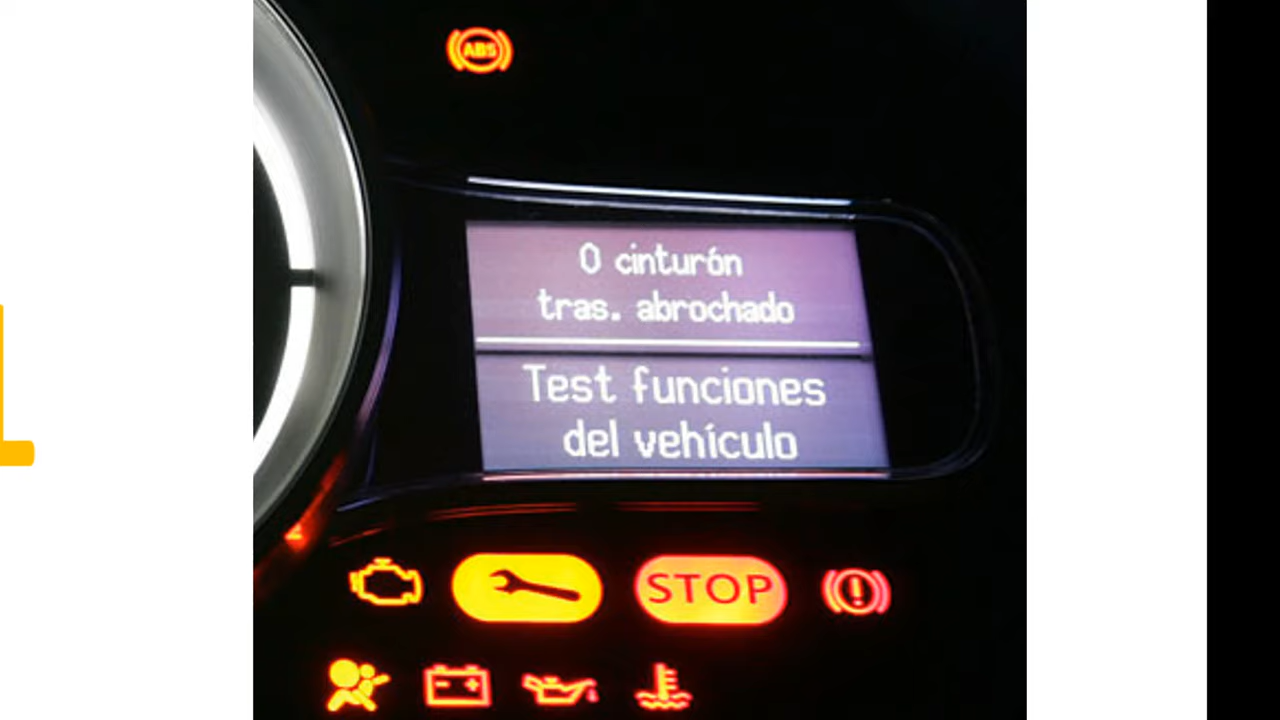 ABS
0 cinturón
tras. abrochado
Test funciones
del vehículo
STOP